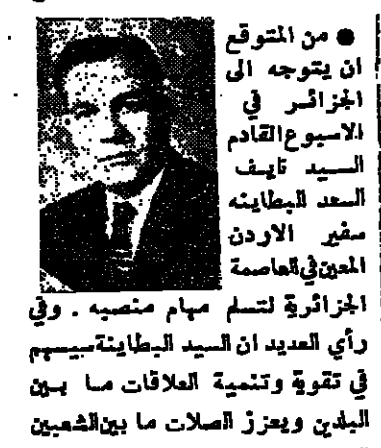 ● من المتوقع
ان يتوجه الى
الجزائر في
الاسبوع القادم
السيد نايف
السعد البطاينه
سفير الاردن
المعين في العاصمة
الجزائرية لتسلم مهام منصبه . وفي
رأي العديد ان السيد البطاينة سيسهم
في تقوية وتنمية العلاقات ما بين
البلدين ويعزز الصلات ما بين الشعبين